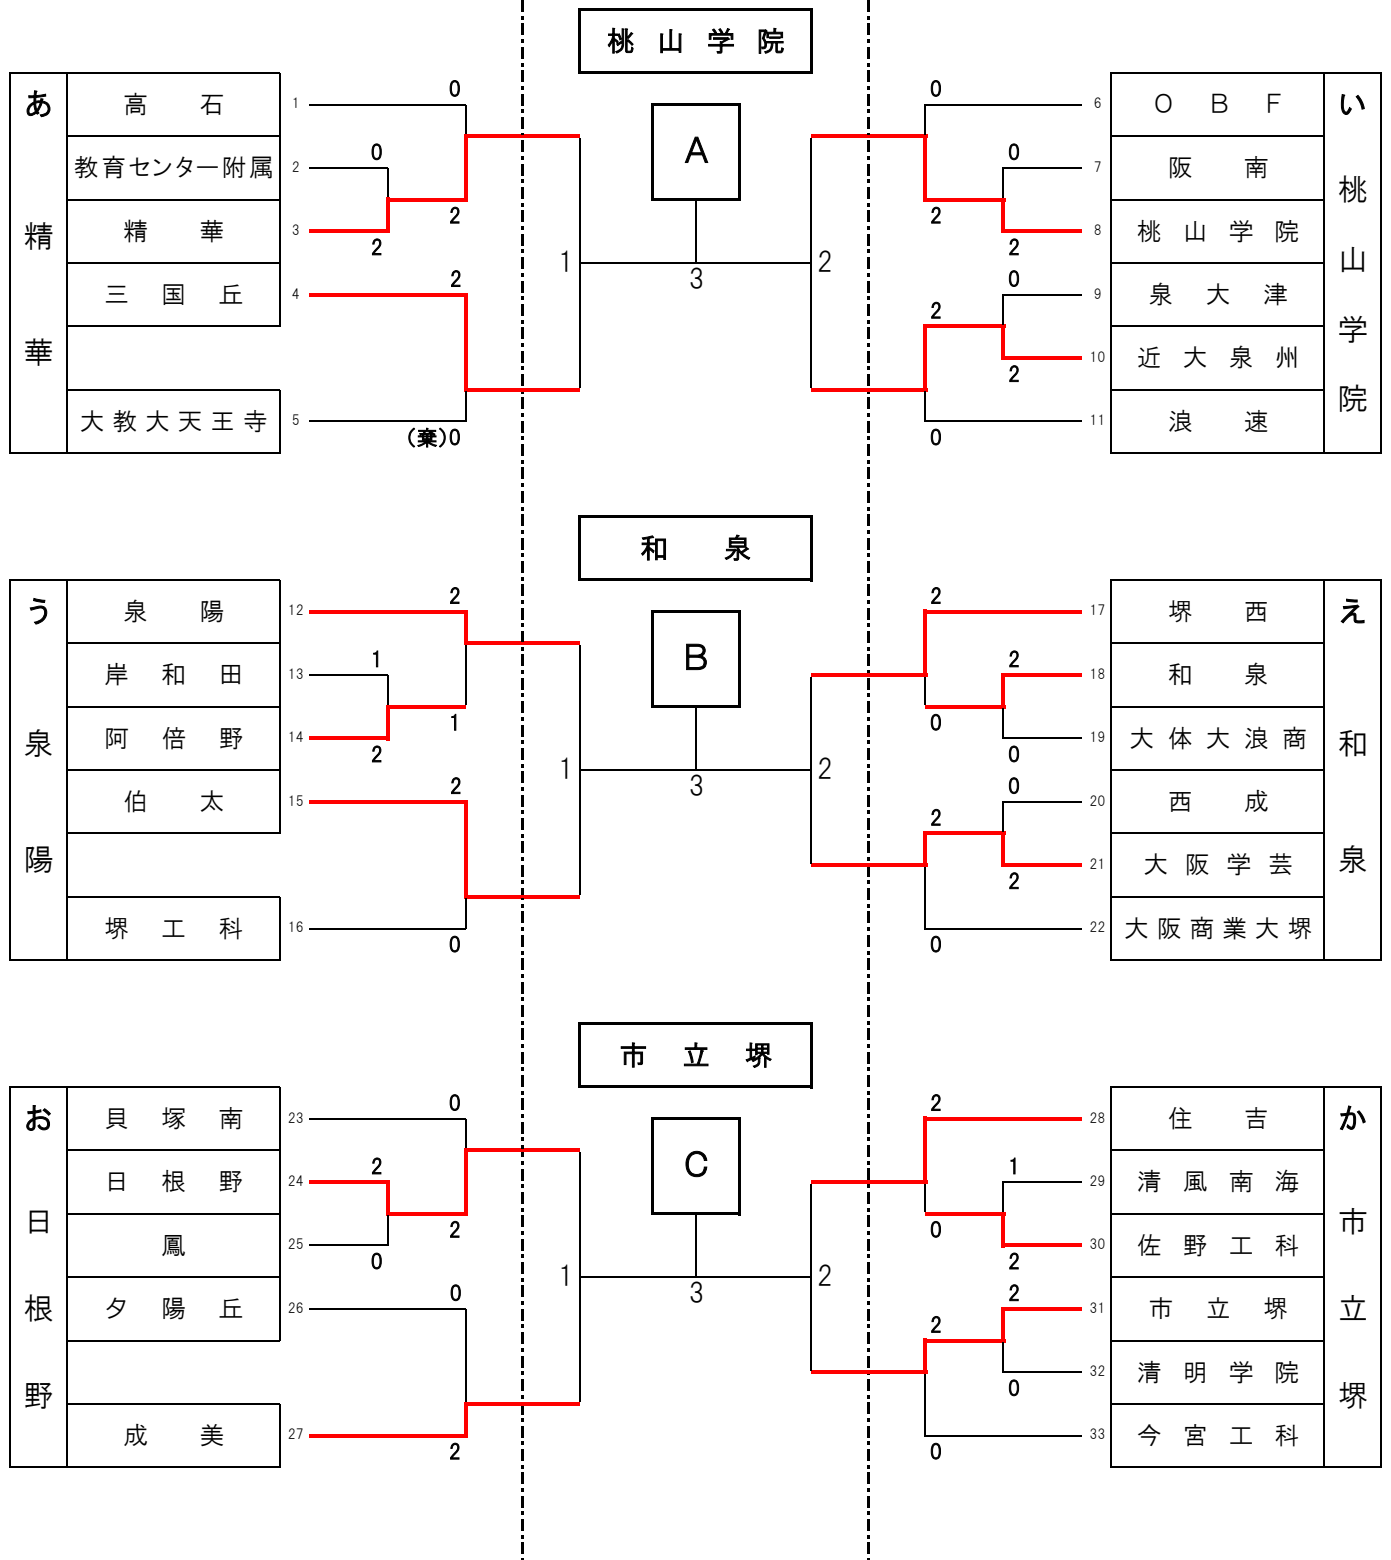 桃山学院
A
あ 精華
高石 1 0
教育センター附属 2 0
精華 3 2 2
三国丘 4 2
大教大天王寺 5 (棄)0
1 3 2
い 桃山学院
0 6 OBF
0 7 阪南
2 2 8 桃山学院
0 9 泉大津
2 2 10 近大泉州
0 11 浪速
和泉
B
う 泉陽
泉陽 12 2
岸和田 13 1
阿倍野 14 2 1
伯太 15 2
堺工科 16 0
1 3 2
え 和泉
2 17 堺西
2 18 和泉
0 0 19 大体大浪商
0 20 西成
2 2 21 大阪学芸
0 22 大阪商業大堺
市立堺
C
お 日根野
貝塚南 23 0
日根野 24 2 2
鳳 25 0
夕陽丘 26 0
成美 27 2
1 3 2
か 市立堺
2 28 住吉
1 29 清風南海
0 2 30 佐野工科
2 2 31 市立堺
0 32 清明学院
0 33 今宮工科